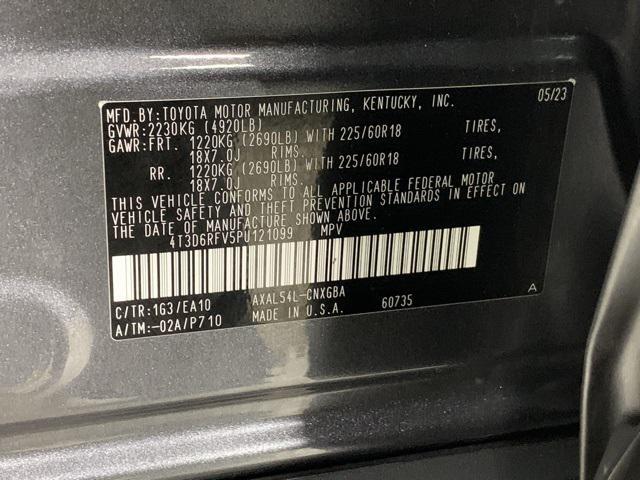 MFD.BY:TOYOTA MOTOR MANUFACTURING, KENTUCKY, INC. 05/23
GVWR:2230KG (4920LB)
GAWR:FRT. 1220KG (2690LB) WITH 225/60R18 TIRES,
18X7.0J RIMS.
RR. 1220KG (2690LB) WITH 225/60R18 TIRES,
18X7.0J RIMS.
THIS VEHICLE CONFORMS TO ALL APPLICABLE FEDERAL MOTOR
VEHICLE SAFETY AND THEFT PREVENTION STANDARDS IN EFFECT ON
THE DATE OF MANUFACTURE SHOWN ABOVE.
4T3D6RFV5PU121099 MPV
C/TR:1G3/EA10 AXAL54L-CNXGBA 60735 A
A/TM:-02A/P710 MADE IN U.S.A.